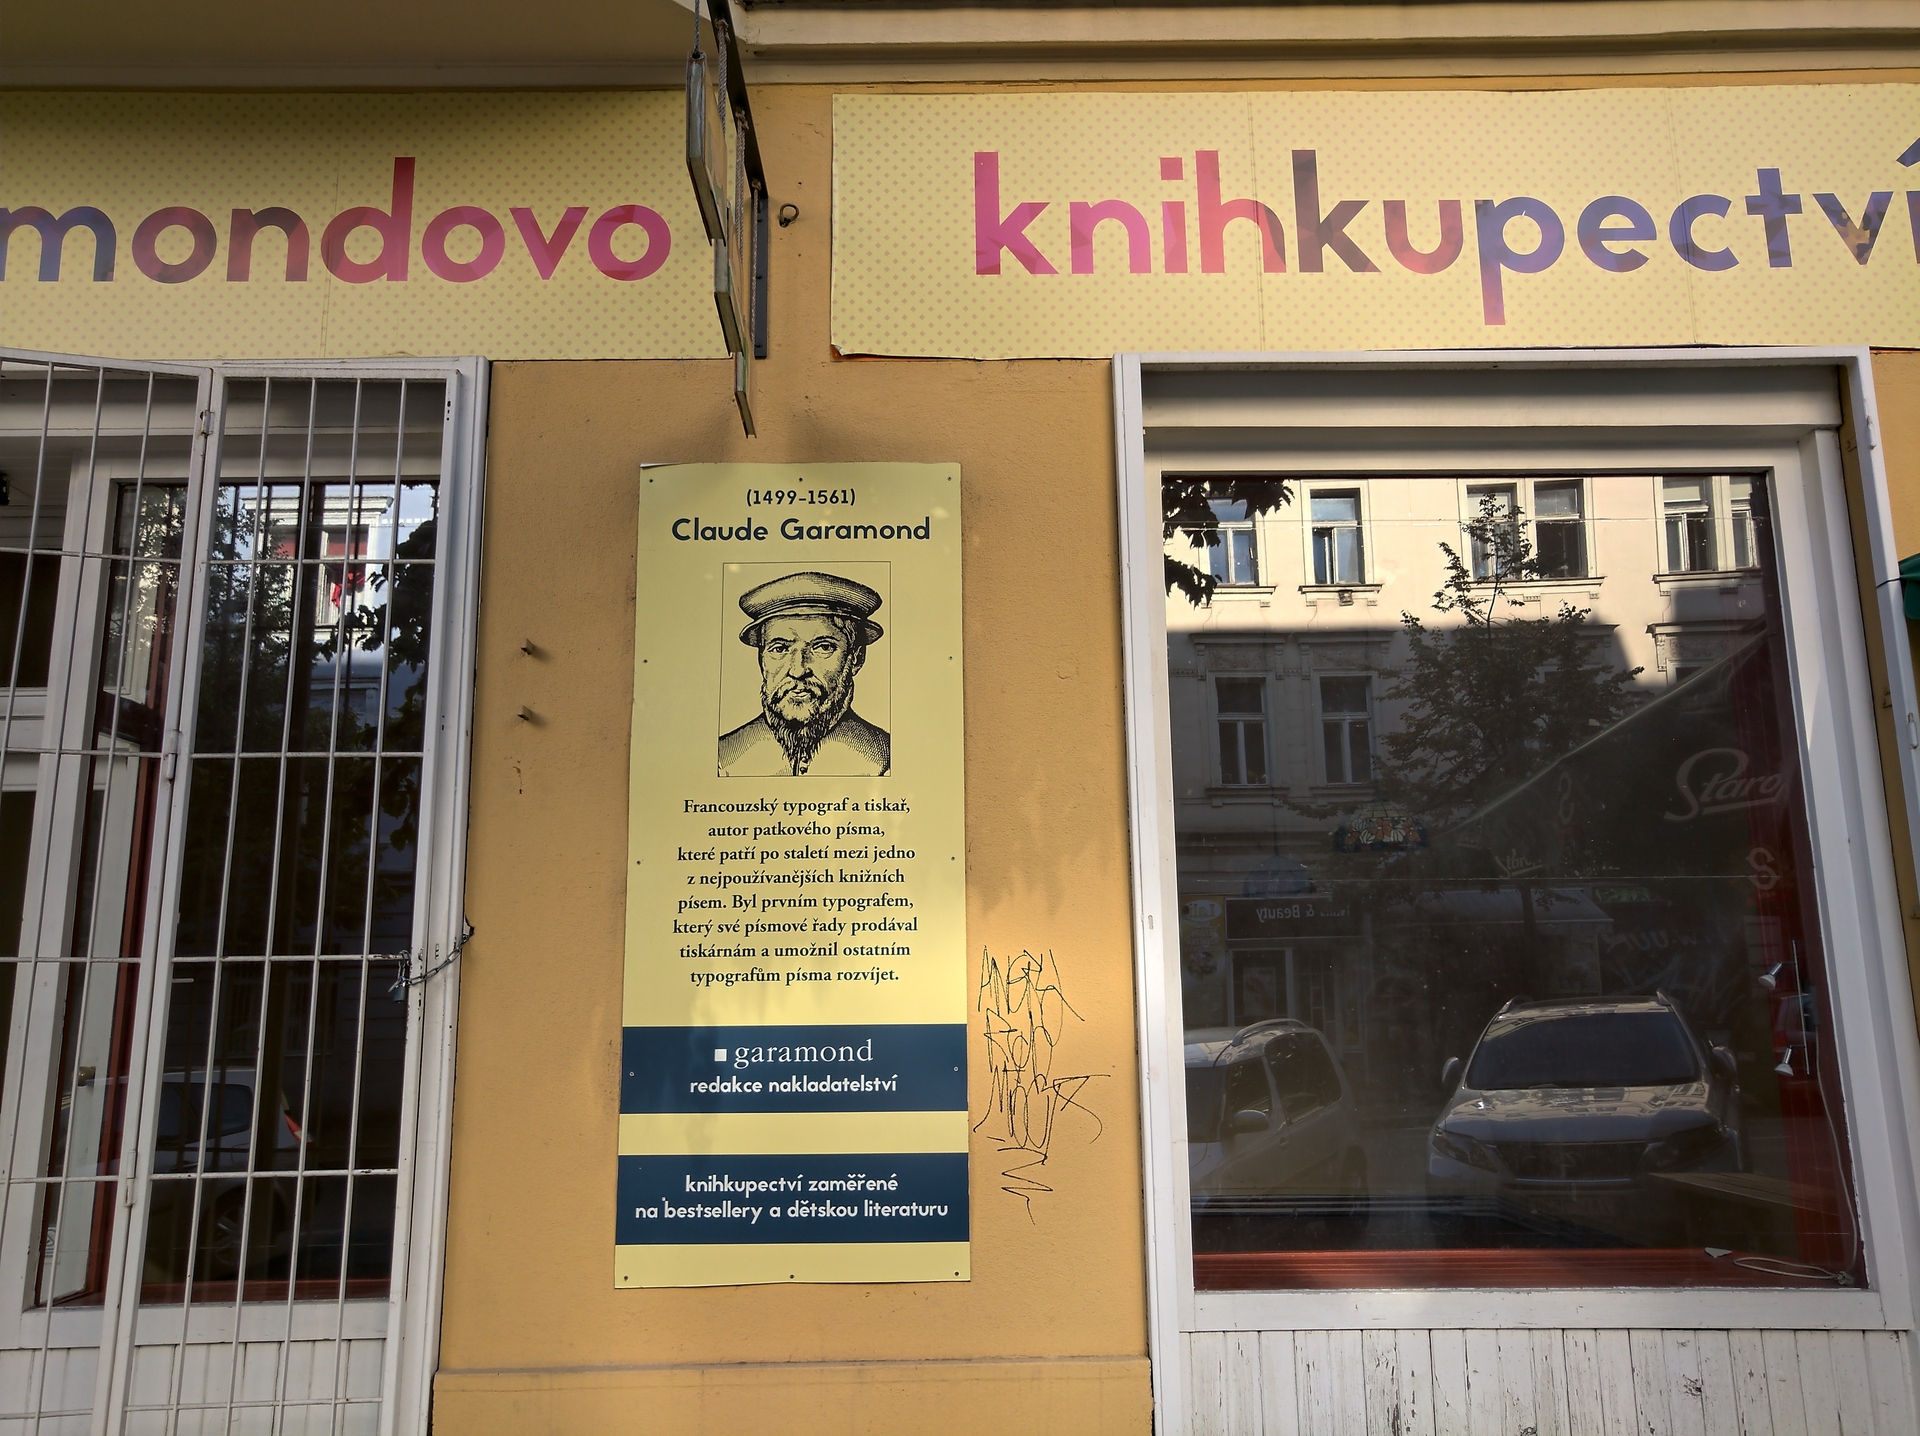 mondovo
knihkupectví
(1499-1561)
Claude Garamond
Francouzský typograf a tiskař,
autor patkového písma,
které patří po staletí mezi jedno
z nejpoužívanějších knižních
písem. Byl prvním typografem,
který své písmové řady prodával
tiskárnám a umožnil ostatním
typografům písma rozvíjet.
garamond
redakce nakladatelství
knihkupectví zaměřené
na bestsellery a dětskou literaturu
Staro
& Beauty